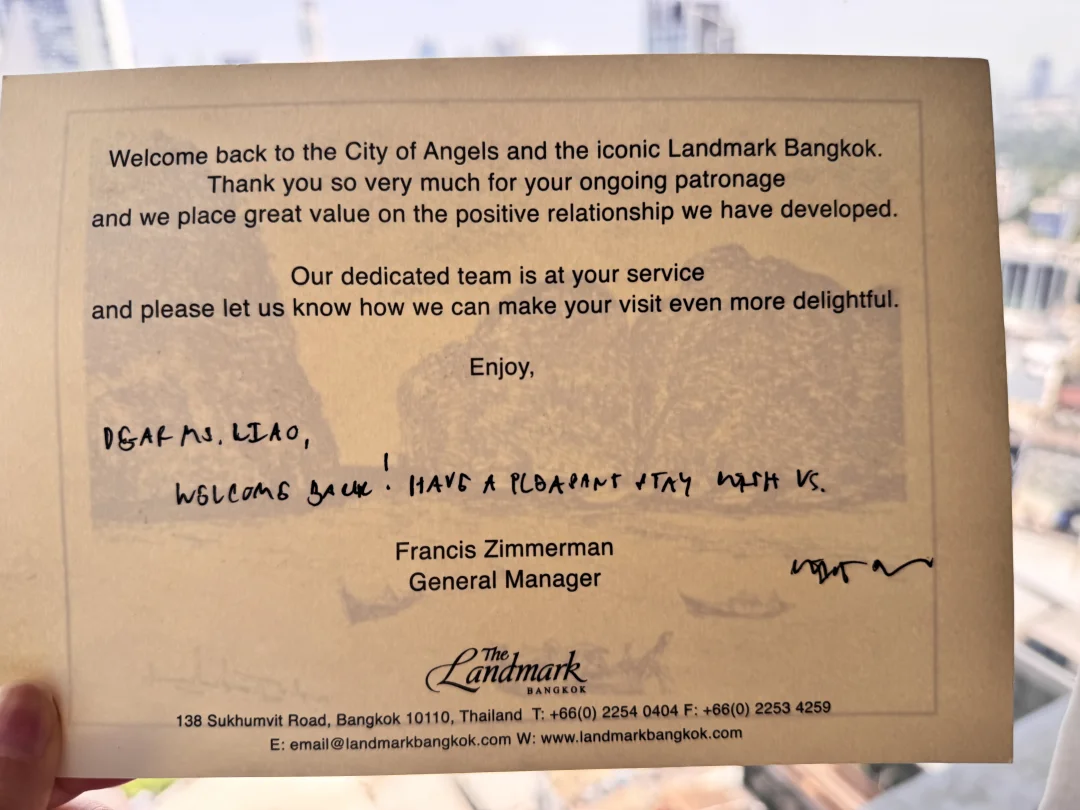 Welcome back to the City of Angels and the iconic Landmark Bangkok.
Thank you so very much for your ongoing patronage
and we place great value on the positive relationship we have developed.
Our dedicated team is at your service
and please let us know how we can make your visit even more delightful.
Enjoy,
DEAR MS. LIAO,
WELCOME BACK! HAVE A PLEASANT STAY WITH US.
Francis Zimmerman
General Manager
The
Landmark
BANGKOK
138 Sukhumvit Road, Bangkok 10110, Thailand T: +66(0) 2254 0404 F: +66(0) 2253 4259
E: email@landmarkbangkok.com W: www.landmarkbangkok.com